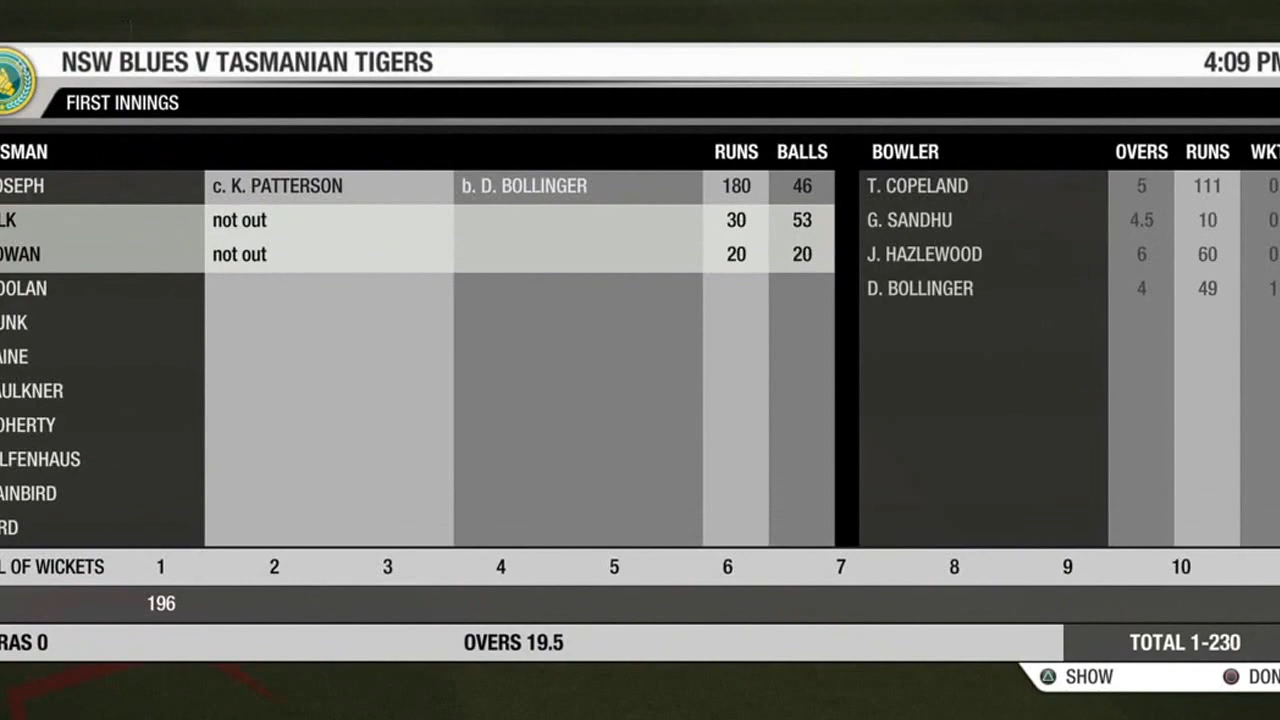 NSW BLUES V TASMANIAN TIGERS 4:09 PM
FIRST INNINGS
SMAN RUNS BALLS BOWLER OVERS RUNS WKT
OSEPH c. K. PATTERSON b. D. BOLLINGER 180 46 T. COPELAND 5 111 0
LK not out 30 53 G. SANDHU 4.5 10 0
OWAN not out 20 20 J. HAZLEWOOD 6 60 0
OOLAN D. BOLLINGER 4 49 1
UNK
AINE
AULKNER
OHERTY
LFENHAUS
AINBIRD
RD
L OF WICKETS 1 2 3 4 5 6 7 8 9 10
196
RAS 0 OVERS 19.5 TOTAL 1-230
SHOW DON